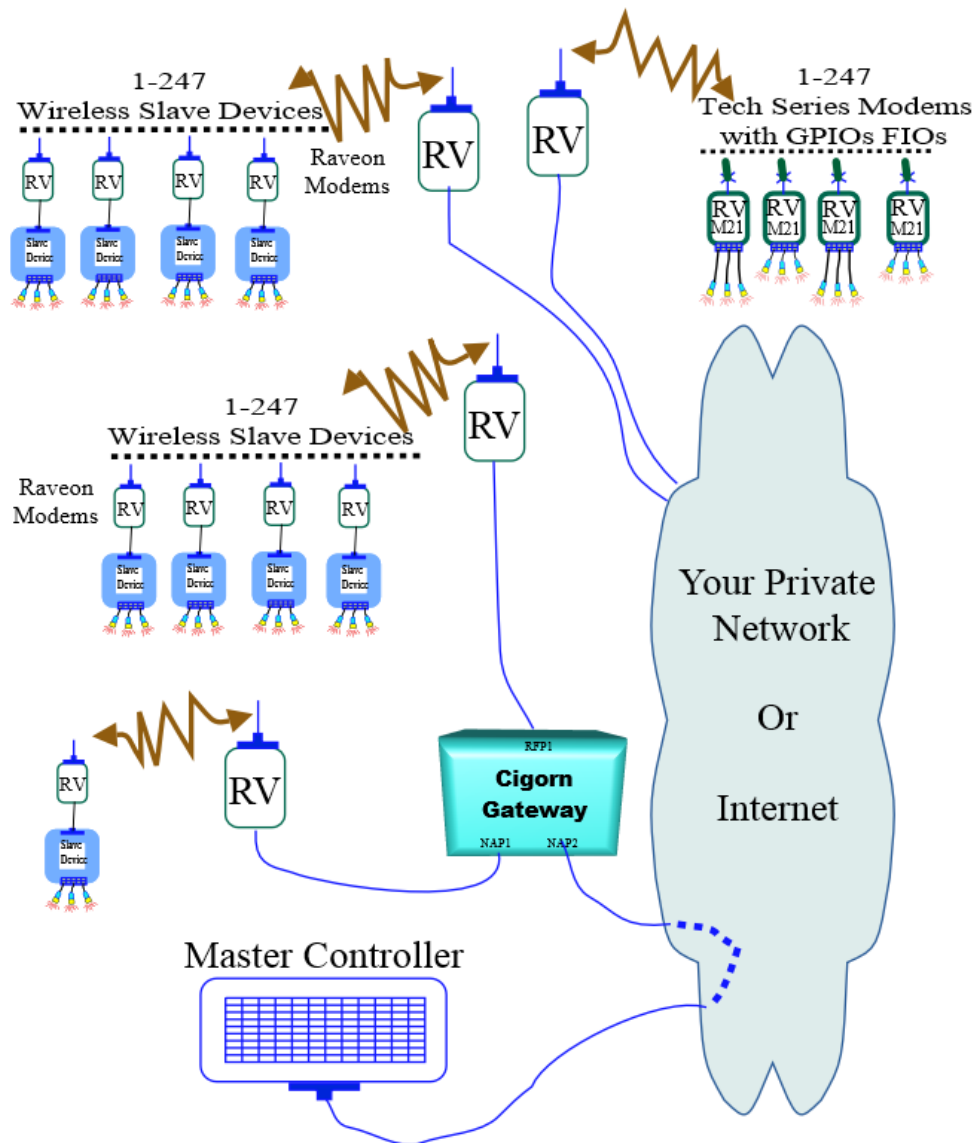 1-247
Wireless Slave Devices
Raveon
Modems
RV
RV
RV
RV
Slave
Device
Slave
Device
Slave
Device
Slave
Device
RV
RV
1-247
Tech Series Modems
with GPIOs FIOs
RV
M21
RV
M21
RV
M21
RV
M21
1-247
Wireless Slave Devices
Raveon
Modems
RV
RV
RV
RV
Slave
Device
Slave
Device
Slave
Device
Slave
Device
RV
Your Private
Network
Or
Internet
RFP1
Cigorn
Gateway
NAP1
NAP2
RV
RV
Slave
Device
Master Controller